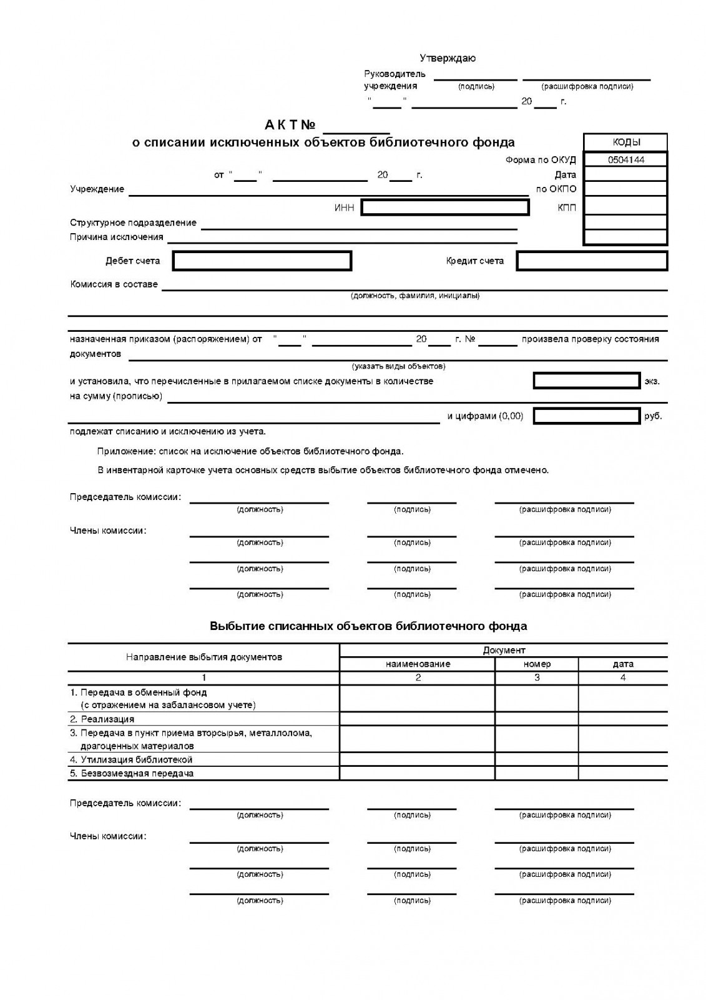 Утверждаю
Руководитель
учреждения (подпись) (расшифровка подписи)
" " 20 г.
АКТ №
о списании исключенных объектов библиотечного фонда
КОДЫ
Форма по ОКУД 0504144
от " " 20 г. Дата
Учреждение по ОКПО
ИНН КПП
Структурное подразделение
Причина исключения
Дебет счета Кредит счета
Комиссия в составе
(должность, фамилия, инициалы)
назначенная приказом (распоряжением) от " " 20 г. № произвела проверку состояния
документов
(указать виды объектов)
и установила, что перечисленные в прилагаемом списке документы в количестве экз.
на сумму (прописью)
и цифрами (0,00) руб.
подлежат списанию и исключению из учета.
Приложение: список на исключение объектов библиотечного фонда.
В инвентарной карточке учета основных средств выбытие объектов библиотечного фонда отмечено.
Председатель комиссии:
(должность) (подпись) (расшифровка подписи)
Члены комиссии:
(должность) (подпись) (расшифровка подписи)
(должность) (подпись) (расшифровка подписи)
(должность) (подпись) (расшифровка подписи)
Выбытие списанных объектов библиотечного фонда
Направление выбытия документов Документ
наименование номер дата
1 2 3 4
1. Передача в обменный фонд
(с отражением на забалансовом учете)
2. Реализация
3. Передача в пункт приема вторсырья, металлолома,
драгоценных материалов
4. Утилизация библиотекой
5. Безвозмездная передача
Председатель комиссии:
(должность) (подпись) (расшифровка подписи)
Члены комиссии:
(должность) (подпись) (расшифровка подписи)
(должность) (подпись) (расшифровка подписи)
(должность) (подпись) (расшифровка подписи)